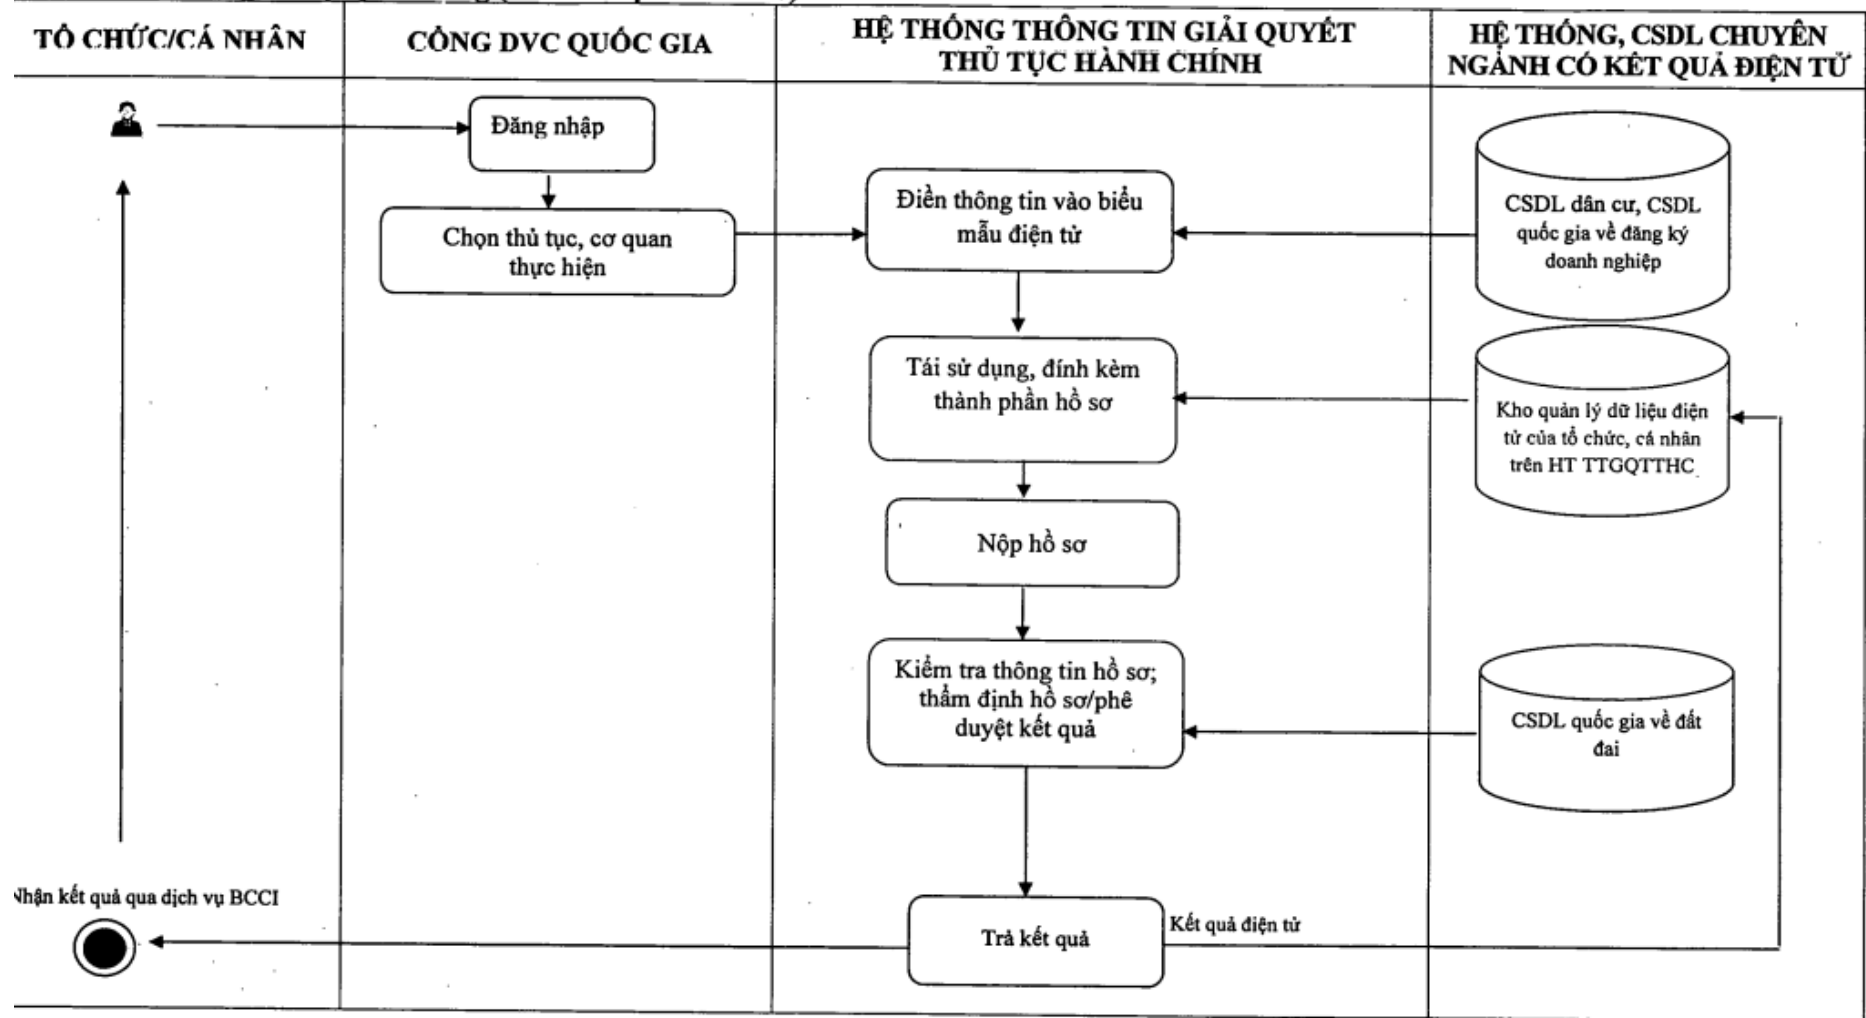 TỔ CHỨC/CÁ NHÂN
CỔNG DVC QUỐC GIA
HỆ THỐNG THÔNG TIN GIẢI QUYẾT
THỦ TỤC HÀNH CHÍNH
HỆ THỐNG, CSDL CHUYÊN
NGÀNH CÓ KẾT QUẢ ĐIỆN TỬ
Đăng nhập
Chọn thủ tục, cơ quan
thực hiện
Điền thông tin vào biểu
mẫu điện tử
CSDL dân cư, CSDL
quốc gia về đăng ký
doanh nghiệp
Tái sử dụng, đính kèm
thành phần hồ sơ
Kho quản lý dữ liệu điện
tử của tổ chức, cá nhân
trên HT TTGQTTHC
Nộp hồ sơ
Kiểm tra thông tin hồ sơ;
thẩm định hồ sơ/phê
duyệt kết quả
CSDL quốc gia về đất
đai
Nhận kết quả qua dịch vụ BCCI
Trả kết quả
Kết quả điện tử